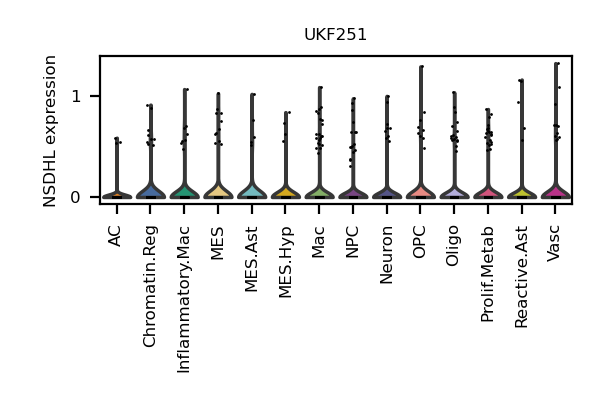 UKF251
NSDHL expression
1
0
AC
Chromatin.Reg
Inflammatory.Mac
MES
MES.Ast
MES.Hyp
Mac
NPC
Neuron
OPC
Oligo
Prolif.Metab
Reactive.Ast
Vasc